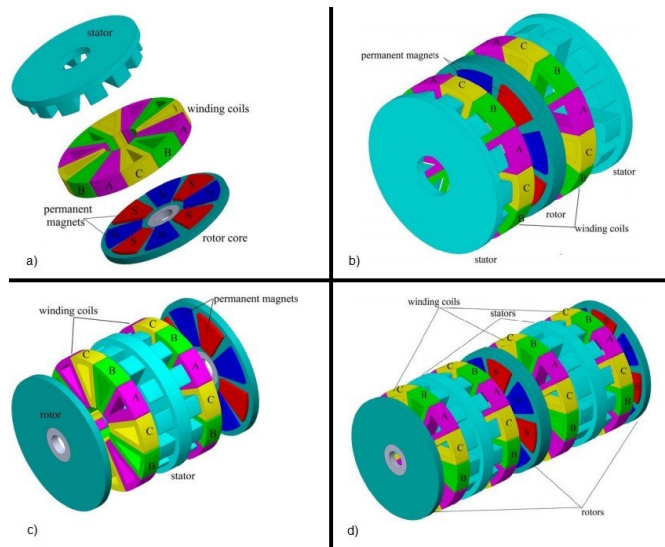 stator
winding coils
A
B
C
A
B
permanent
magnets
S
S
S
S
rotor core
a)
permanent magnets
A
C
B
A
C
B
A
C
B
A
C
B
stator
rotor
winding coils
stator
b)
permanent magnets
winding coils
C
B
A
C
B
C
B
A
C
B
rotor
stator
c)
winding coils
stators
C
B
A
C
B
B
A
C
B
S
S
C
B
A
C
B
C
B
A
C
B
rotors
d)